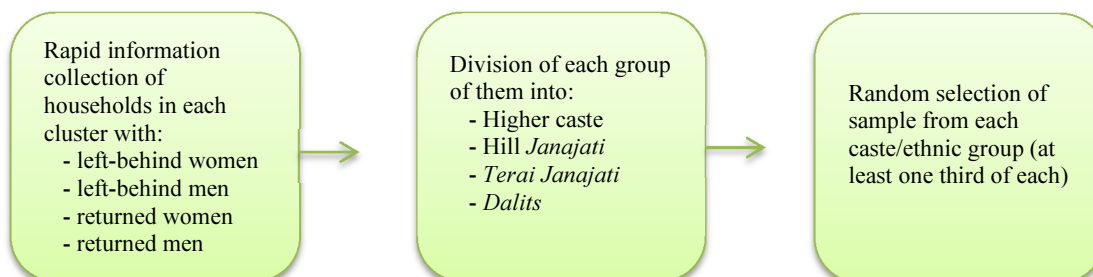 Rapid information
collection of
households in each
cluster with:
- left-behind women
- left-behind men
- returned women
- returned men
Division of each group
of them into:
- Higher caste
- Hill Janajati
- Terai Janajati
- Dalits
Random selection of
sample from each
caste/ethnic group (at
least one third of each)